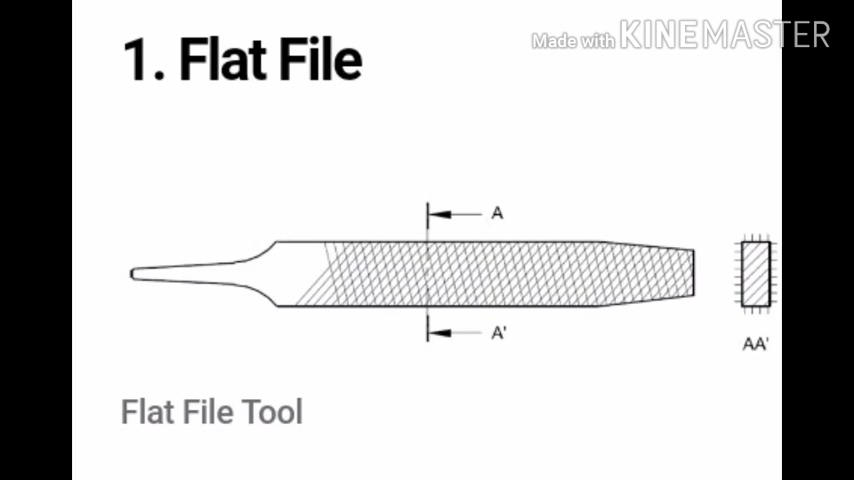 Made with KINEMASTER
1. Flat File
A
A'
AA'
Flat File Tool